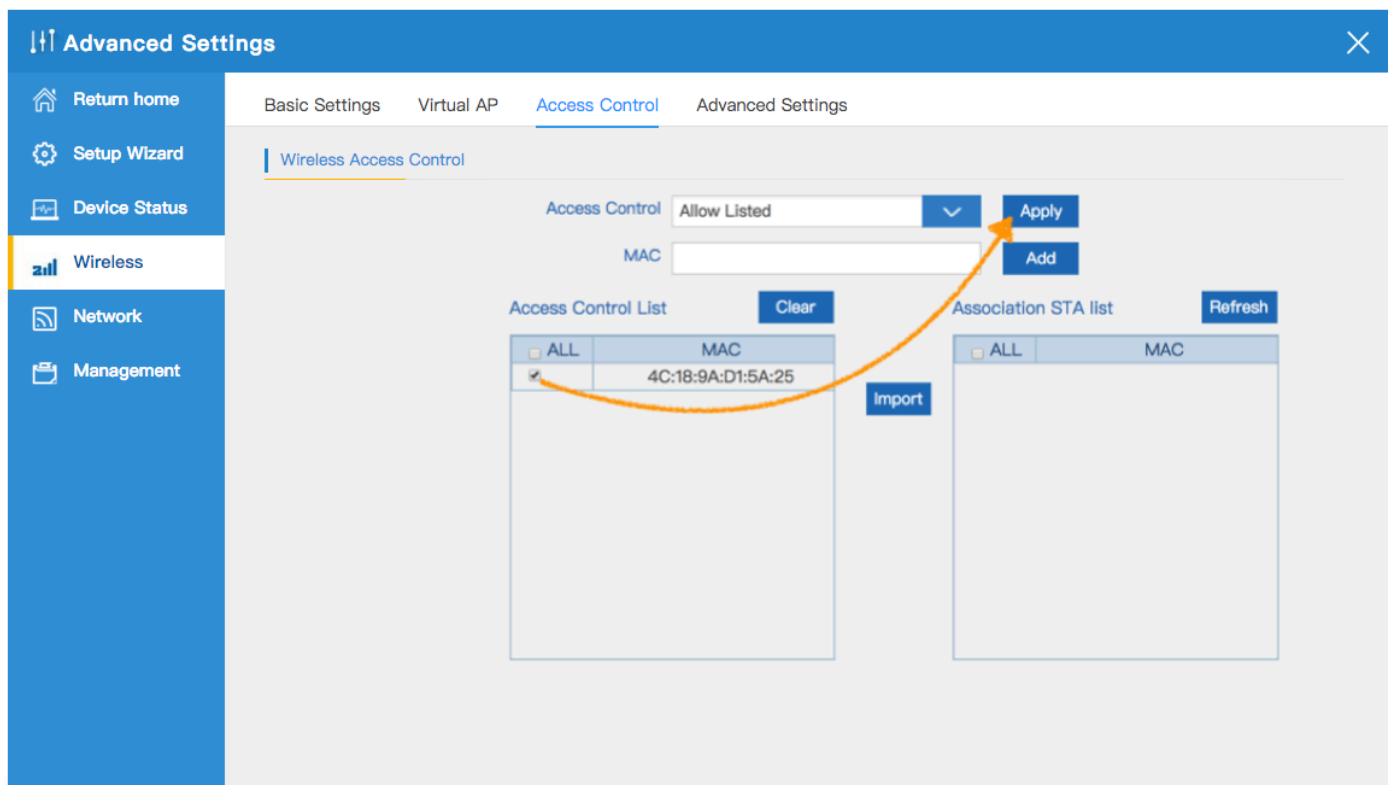 Advanced Settings
Return home
Setup Wizard
Device Status
Wireless
Network
Management
Basic Settings Virtual AP Access Control Advanced Settings
Wireless Access Control
Access Control Allow Listed Apply
MAC Add
Access Control List Clear
ALL MAC
4C:18:9A:D1:5A:25
Import
Association STA list Refresh
ALL MAC